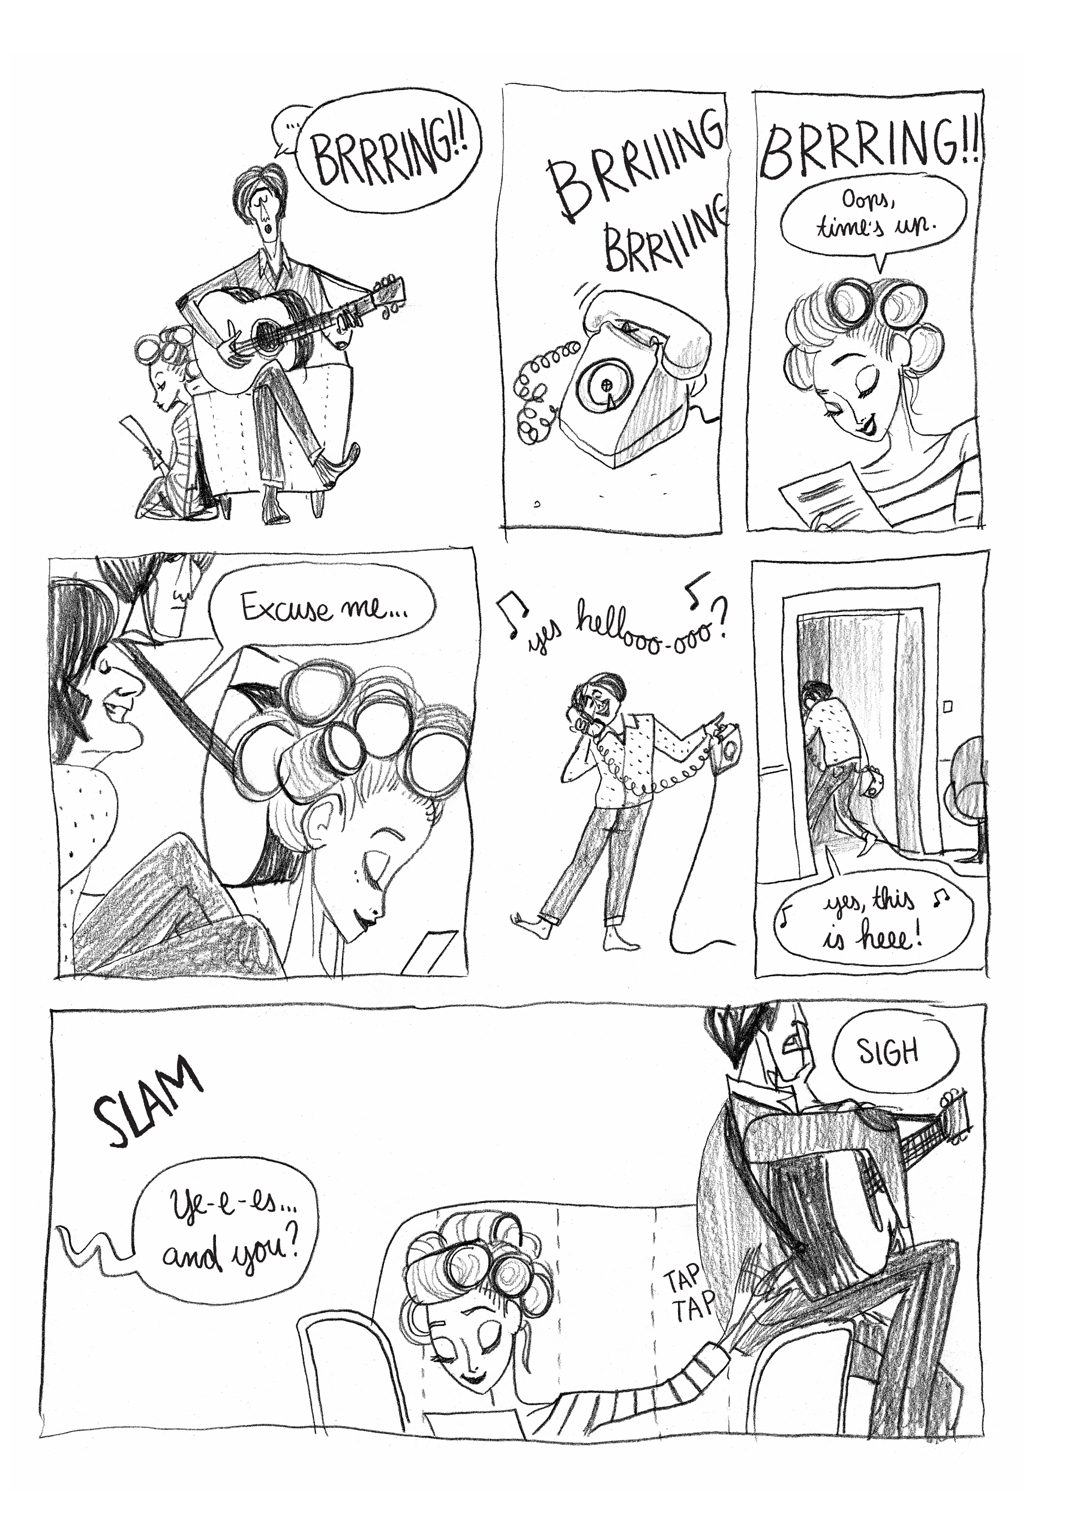 ...
BRRRING!!
BRRIIING
BRRIIING
BRRRING!!
Oops,
time's up.
Excuse me...
yes hellooo-ooo?
yes, this
is heee!
SLAM
Ye-e-es...
and you?
SIGH
TAP
TAP